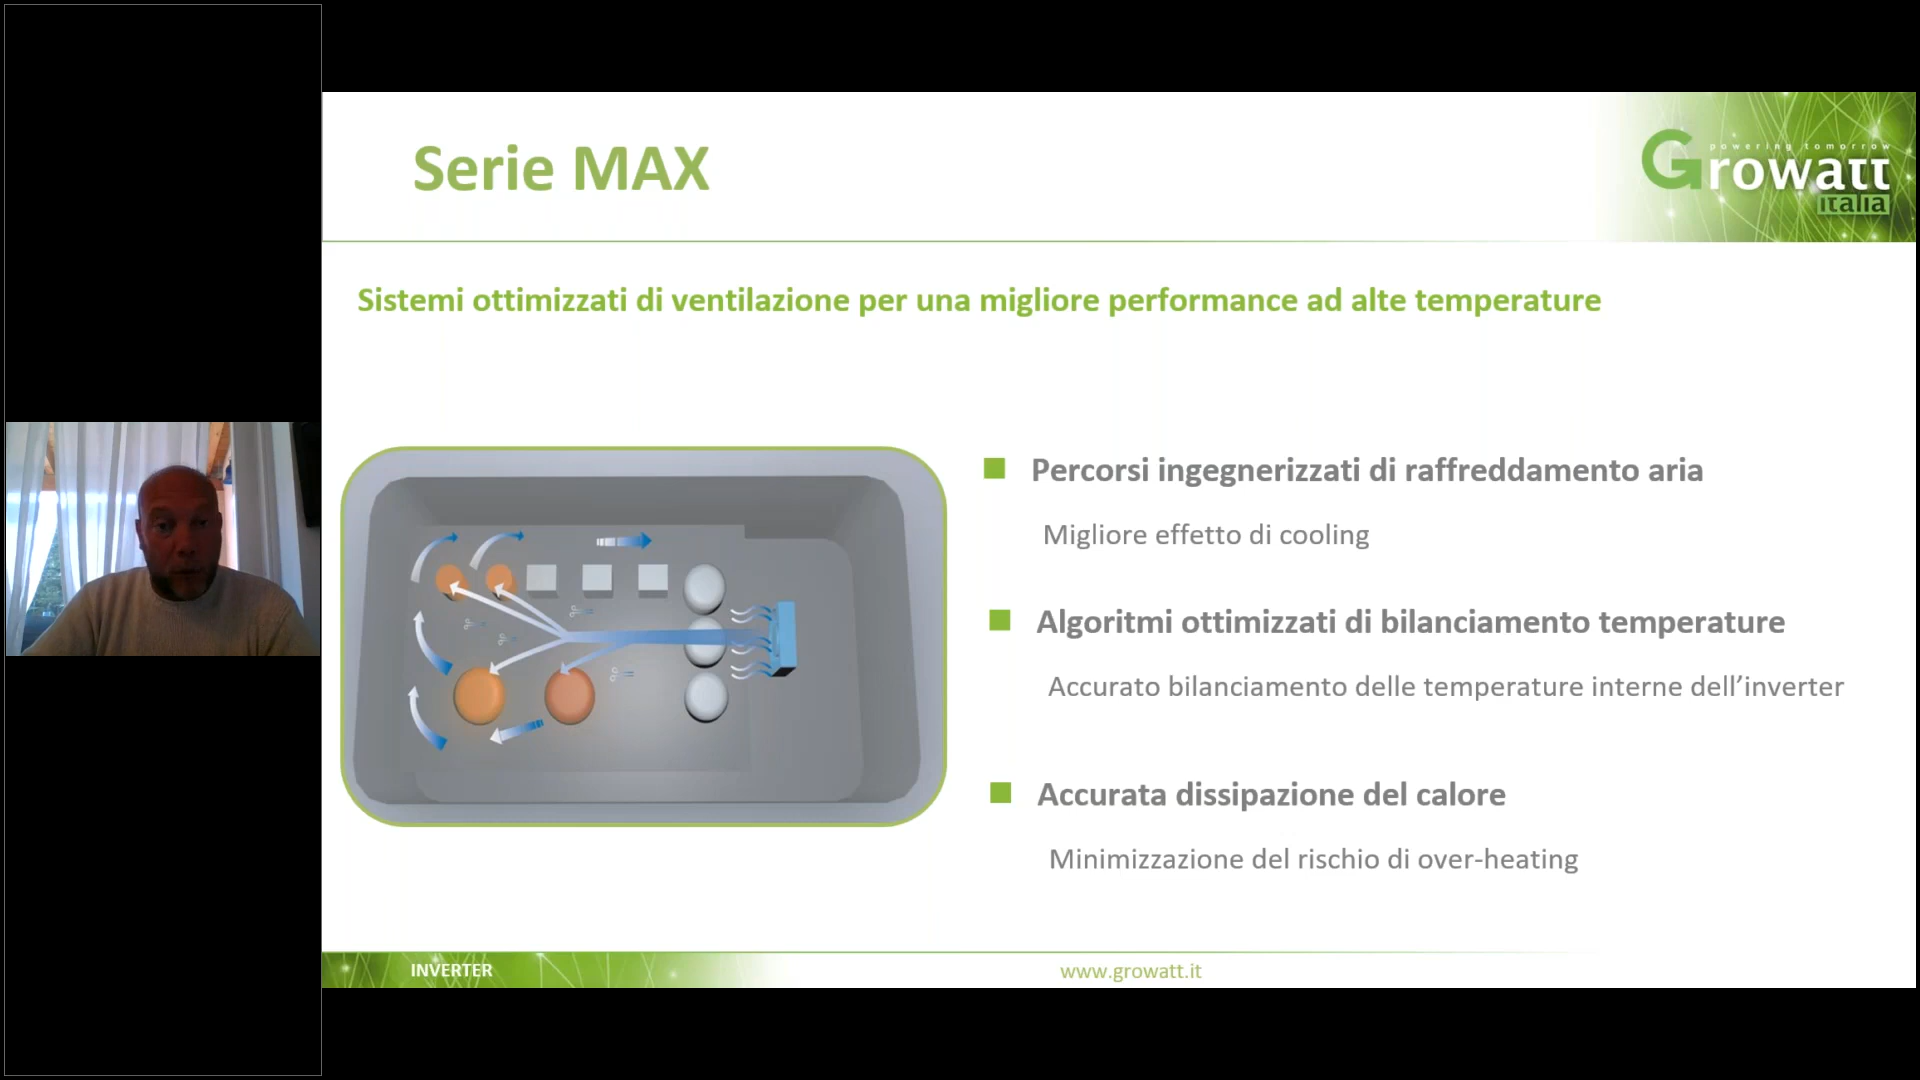 Serie MAX
powering tomorrow
Growatt
italia
Sistemi ottimizzati di ventilazione per una migliore performance ad alte temperature
Percorsi ingegnerizzati di raffreddamento aria
Migliore effetto di cooling
Algoritmi ottimizzati di bilanciamento temperature
Accurato bilanciamento delle temperature interne dell’inverter
Accurata dissipazione del calore
Minimizzazione del rischio di over-heating
INVERTER
www.growatt.it